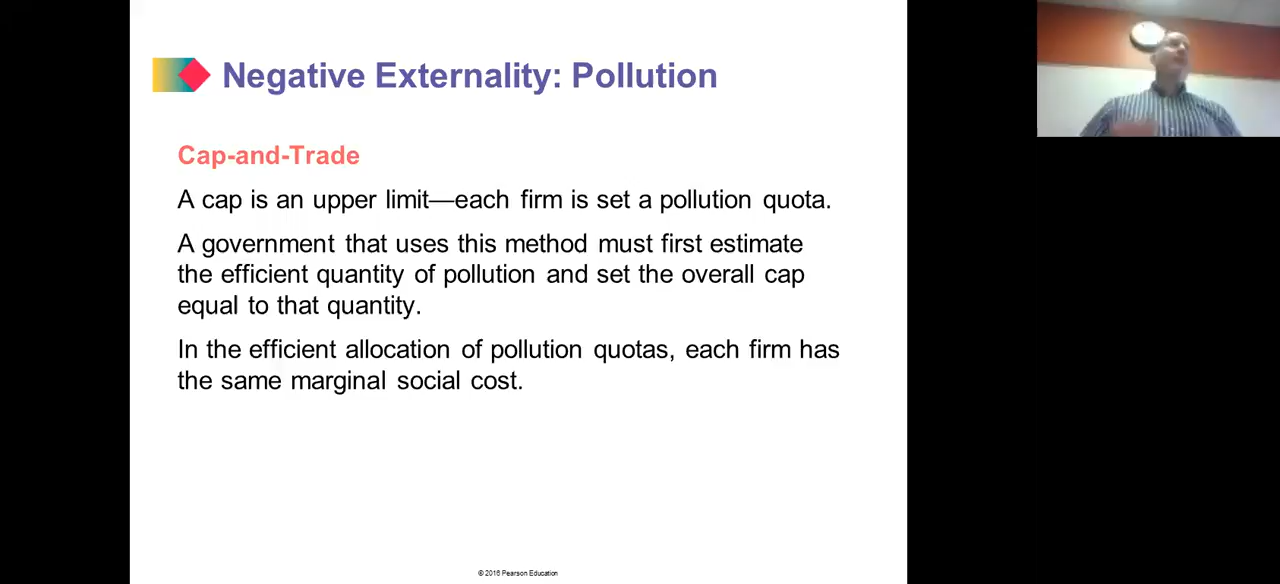 Negative Externality: Pollution
Cap-and-Trade
A cap is an upper limit—each firm is set a pollution quota.
A government that uses this method must first estimate
the efficient quantity of pollution and set the overall cap
equal to that quantity.
In the efficient allocation of pollution quotas, each firm has
the same marginal social cost.
© 2016 Pearson Education